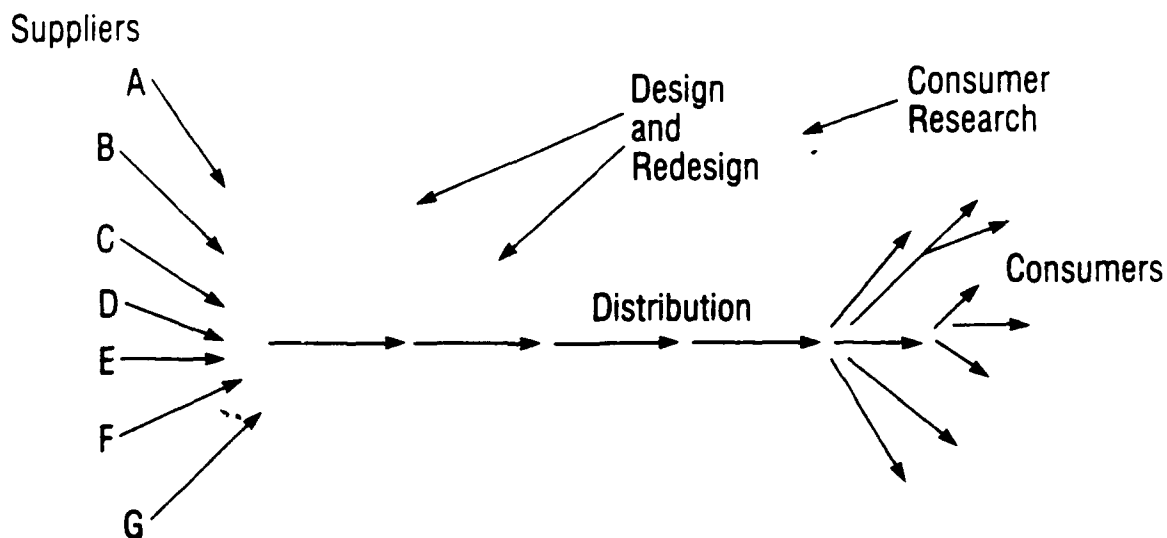 Suppliers
A
B
C
D
E
F
G
Design
and
Redesign
Consumer
Research
Distribution
Consumers